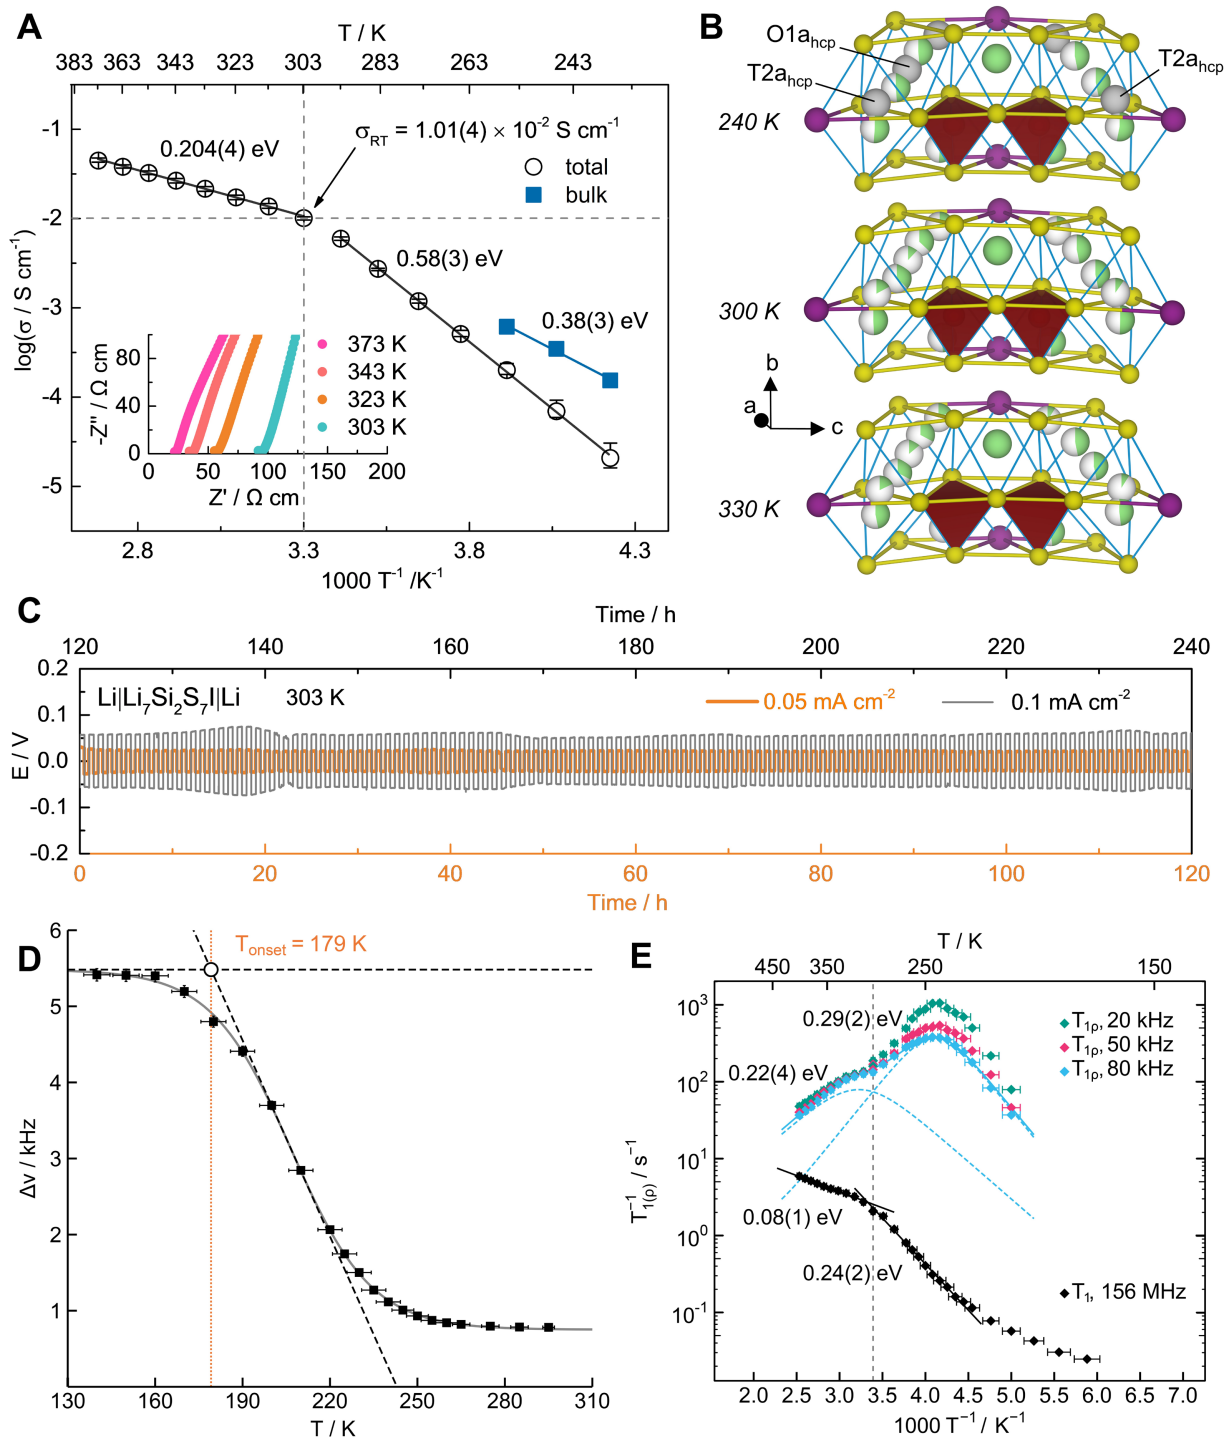 A
T / K
383 363 343 323 303 283 263 243
-1
-2
-3
-4
-5
log(σ / S cm⁻¹)
σRT = 1.01(4) × 10⁻² S cm⁻¹
0.204(4) eV
total
bulk
0.58(3) eV
0.38(3) eV
80
40
0
-Z'' / Ω cm
373 K
343 K
323 K
303 K
0 50 100 150 200
Z' / Ω cm
2.8 3.3 3.8 4.3
1000 T⁻¹ /K⁻¹
B
O1ahcp
T2ahcp
T2ahcp
240 K
300 K
b
a
c
330 K
C
Time / h
120 140 160 180 200 220 240
0.2
0.1
0.0
-0.1
-0.2
E / V
Li|Li₇Si₂S₇I|Li 303 K
0.05 mA cm⁻²
0.1 mA cm⁻²
0 20 40 60 80 100 120
Time / h
D
6
5
4
3
2
1
Δν / kHz
Tonset = 179 K
130 160 190 220 250 280 310
T / K
E
T / K
450 350 250 150
10³
10²
10¹
10⁰
10⁻¹
T₁(ρ)⁻¹ / s⁻¹
0.29(2) eV
T₁ρ, 20 kHz
T₁ρ, 50 kHz
T₁ρ, 80 kHz
0.22(4) eV
0.08(1) eV
0.24(2) eV
T₁, 156 MHz
2.0 2.5 3.0 3.5 4.0 4.5 5.0 5.5 6.0 6.5 7.0
1000 T⁻¹ / K⁻¹